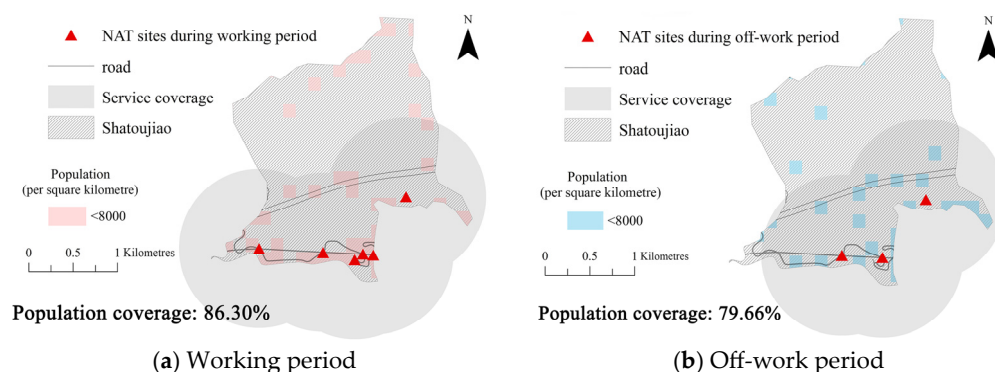 N
NAT sites during working period
road
Service coverage
Shatoujiao
Population
(per square kilometre)
<8000
0 0.5 1 Kilometres
Population coverage: 86.30%
(a) Working period
N
NAT sites during off-work period
road
Service coverage
Shatoujiao
Population
(per square kilometre)
<8000
0 0.5 1 Kilometres
Population coverage: 79.66%
(b) Off-work period